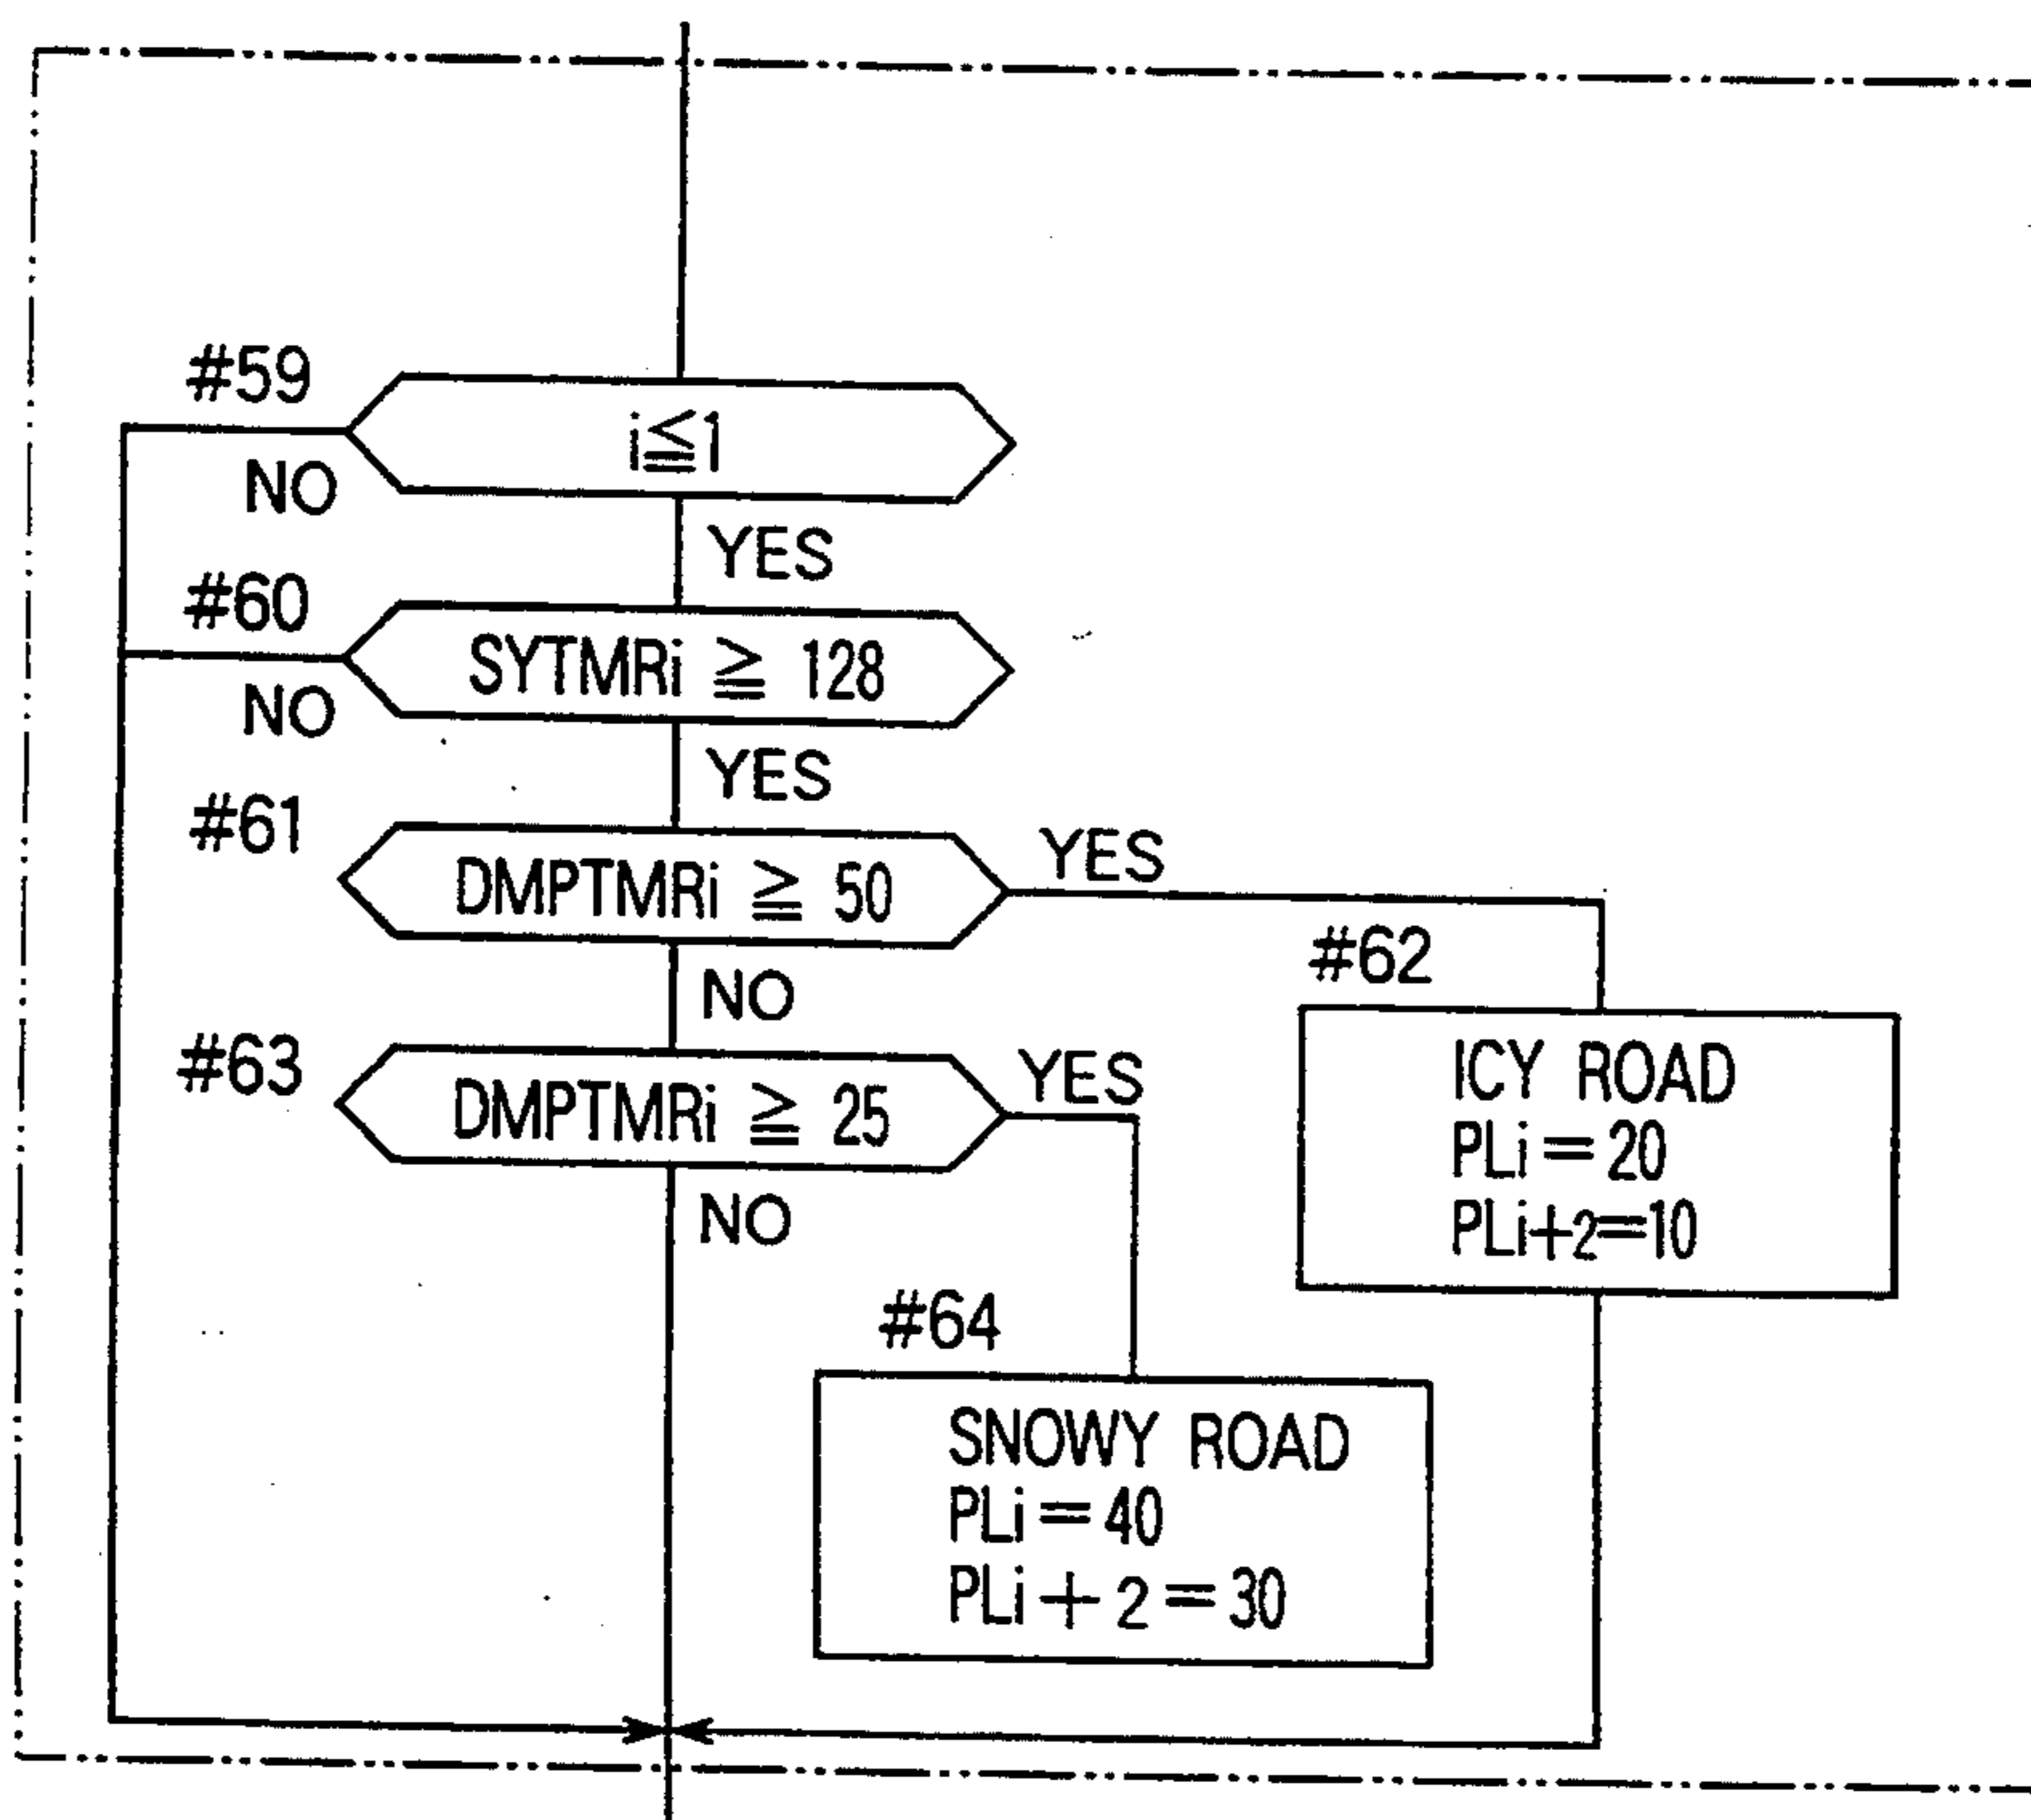 #59
i≦1
NO
YES
#60
SYTMRi ≧ 128
NO
YES
#61
DMPTMRi ≧ 50
YES
NO
#62
ICY ROAD
PLi = 20
PLi+2=10
#63
DMPTMRi ≧ 25
YES
NO
#64
SNOWY ROAD
PLi = 40
PLi + 2 = 30